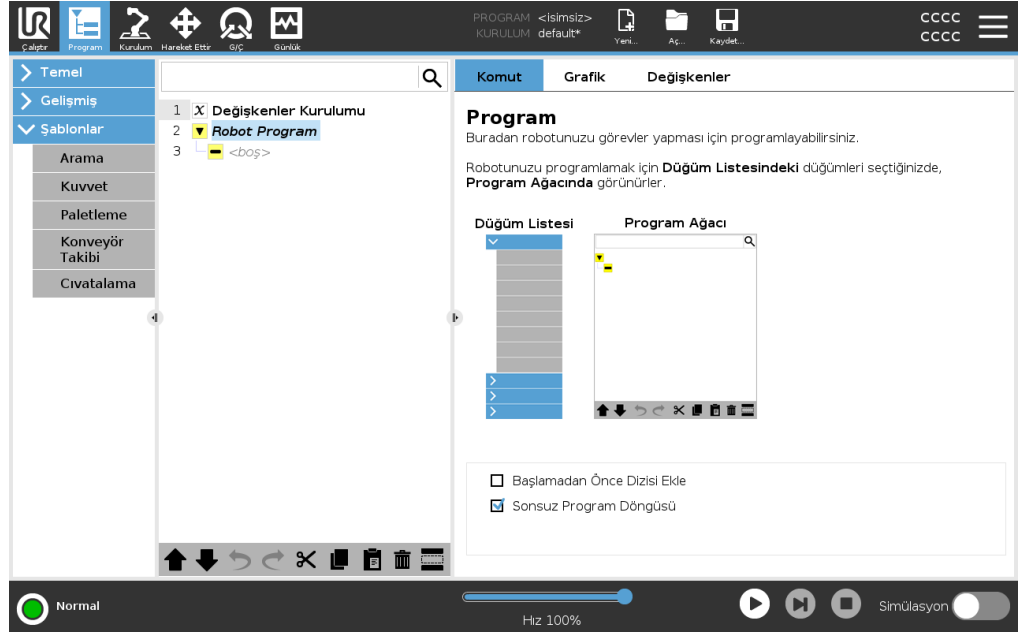 PROGRAM <isimsiz>
KURULUM default*
CCCC
CCCC
Çalıştır Program Kurulum Hareket Ettir G/Ç Günlük
Yeni... Aç... Kaydet...
Temel
Gelişmiş
Şablonlar
Arama
Kuvvet
Paletleme
Konveyör
Takibi
Cıvatalama
1 X Değişkenler Kurulumu
2 Robot Program
3 <boş>
Komut Grafik Değişkenler
Program
Buradan robotunuzu görevler yapması için programlayabilirsiniz.
Robotunuzu programlamak için Düğüm Listesindeki düğümleri seçtiğinizde,
Program Ağacında görünürler.
Düğüm Listesi Program Ağacı
Başlamadan Önce Dizisi Ekle
Sonsuz Program Döngüsü
Normal
Hız 100%
Simülasyon